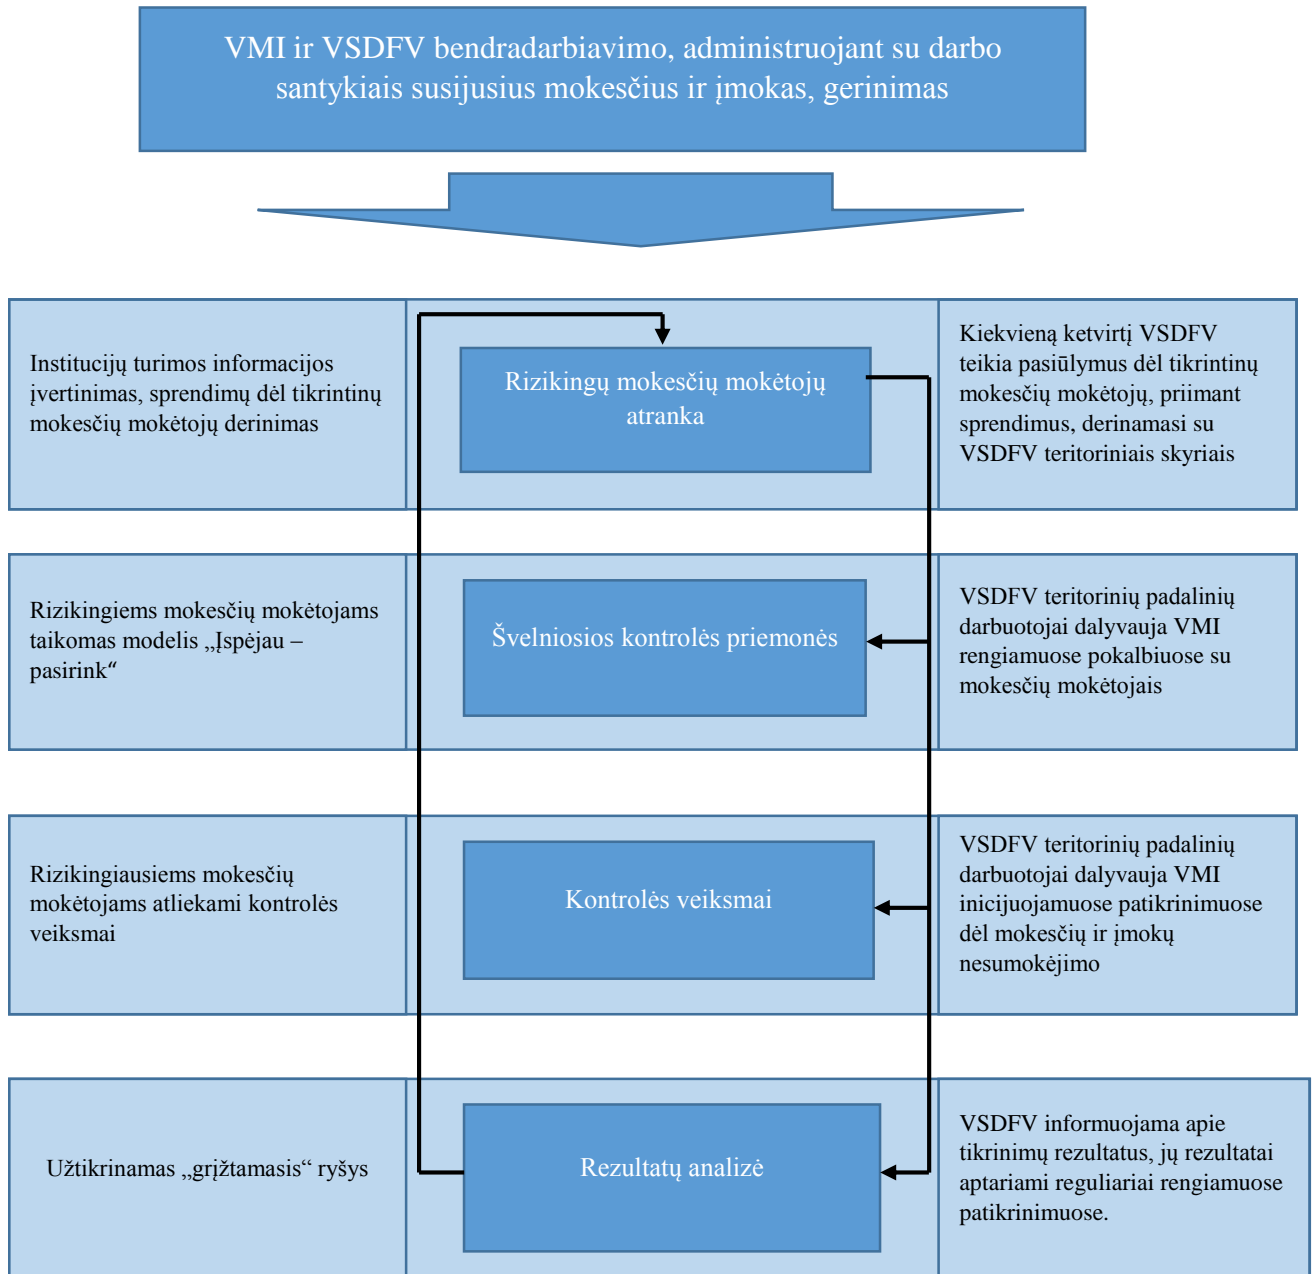 VMI ir VSDFV bendradarbiavimo, administruojant su darbo
santykiais susijusius mokesčius ir įmokas, gerinimas
Institucijų turimos informacijos
įvertinimas, sprendimų dėl tikrintinų
mokesčių mokėtojų derinimas
Rizikingų mokesčių mokėtojų
atranka
Kiekvieną ketvirtį VSDFV
teikia pasiūlymus dėl tikrintinų
mokesčių mokėtojų, priimant
sprendimus, derinamasi su
VSDFV teritoriniais skyriais
Rizikingiems mokesčių mokėtojams
taikomas modelis „Įspėjau –
pasirink“
Švelniosios kontrolės priemonės
VSDFV teritorinių padalinių
darbuotojai dalyvauja VMI
rengiamuose pokalbiuose su
mokesčių mokėtojais
Rizikingiausiems mokesčių
mokėtojams atliekami kontrolės
veiksmai
Kontrolės veiksmai
VSDFV teritorinių padalinių
darbuotojai dalyvauja VMI
inicijuojamuose patikrinimuose
dėl mokesčių ir įmokų
nesumokėjimo
Užtikrinamas „grįžtamasis“ ryšys
Rezultatų analizė
VSDFV informuojama apie
tikrinimų rezultatus, jų rezultatai
aptariami reguliariai rengiamuose
patikrinimuose.